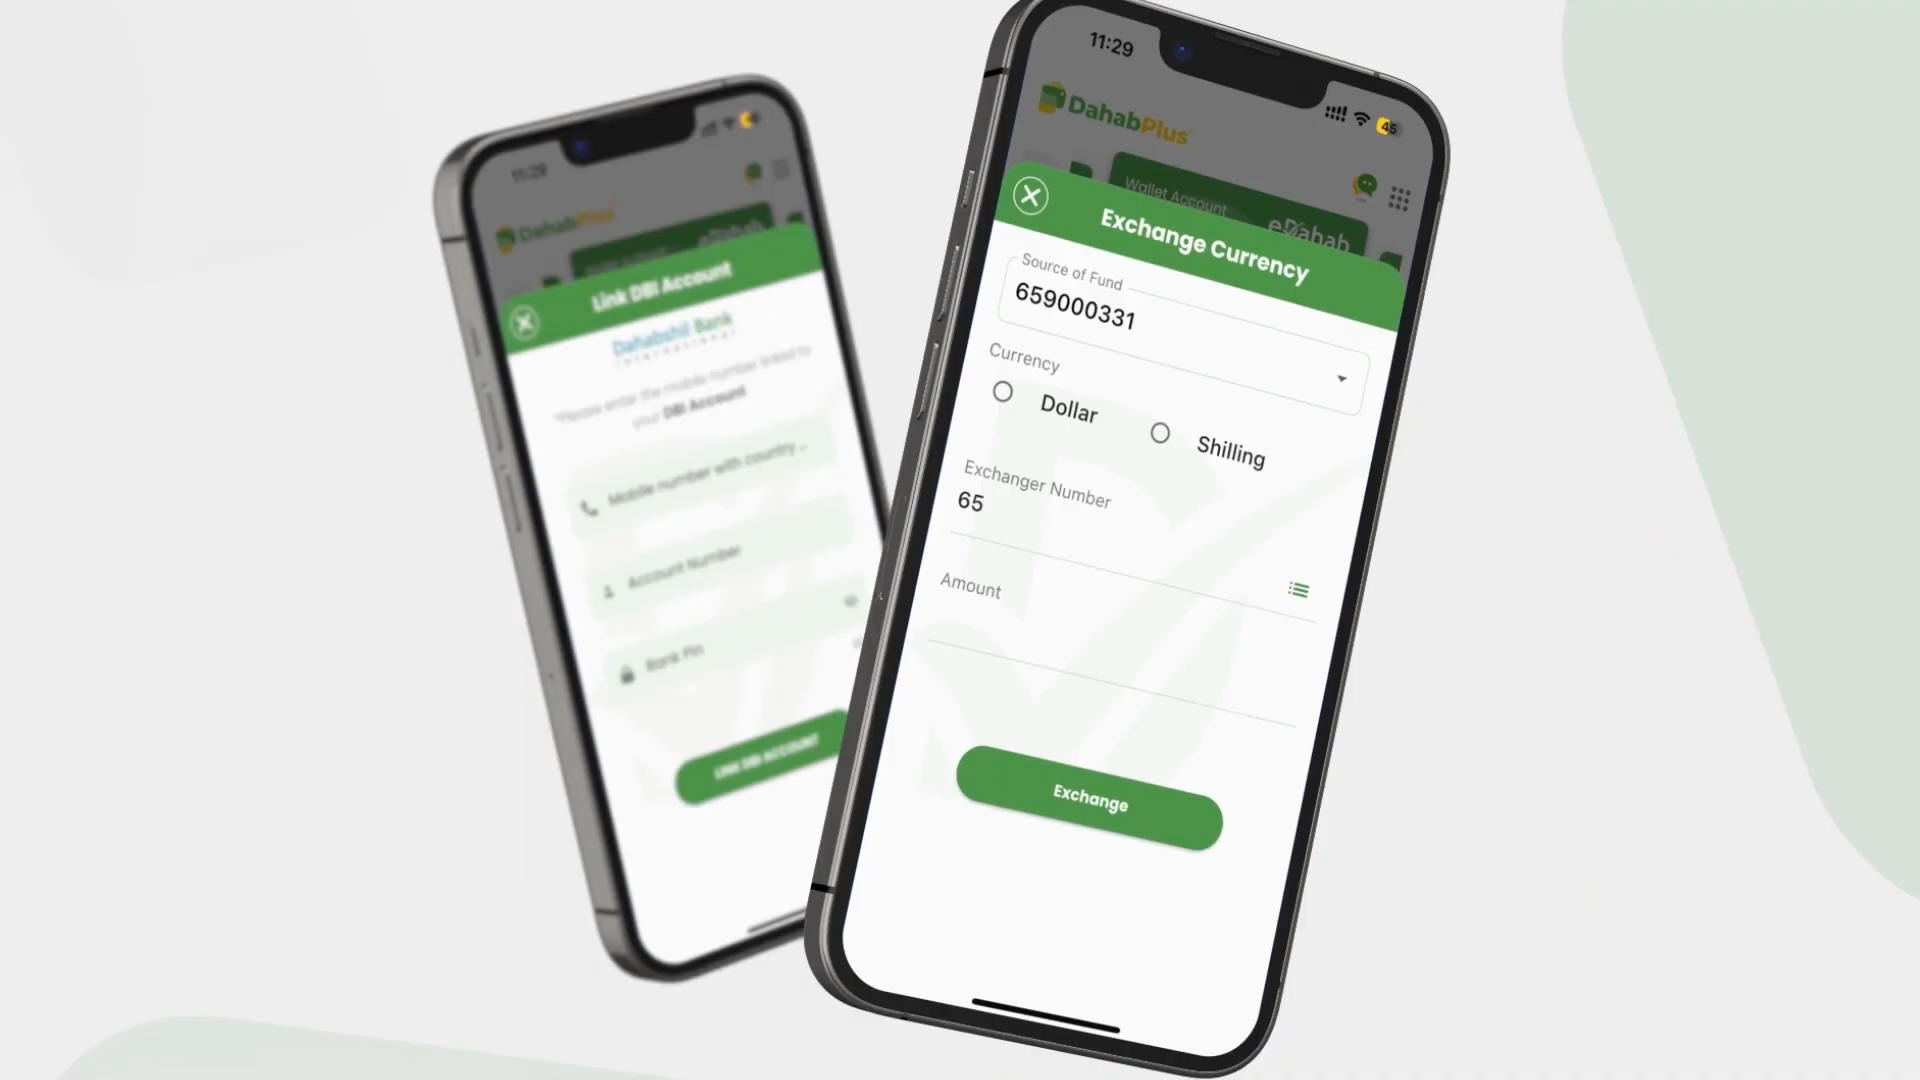 11:29
DahabPlus
Link DBI Account
Dahabshil Bank
International
*Please enter the mobile number linked to
your DBI Account
Mobile number with country ...
Account Number
Bank Pin
LINK DBI ACCOUNT
11:29
45
DahabPlus
Wallet Account
eDahab
Exchange Currency
Source of Fund
659000331
Currency
Dollar
Shilling
Exchanger Number
65
Amount
Exchange